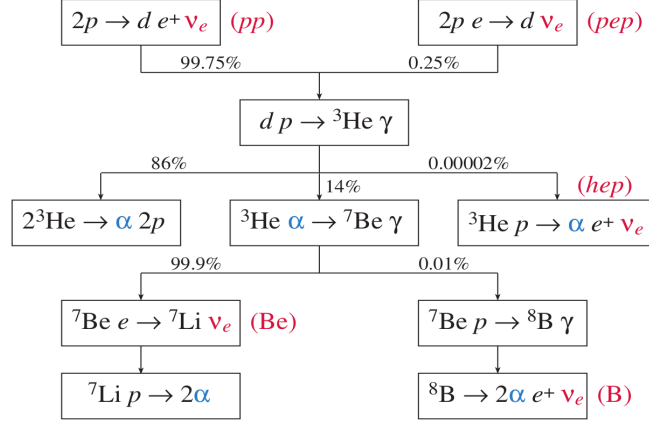 2p → d e+ νe (pp)
2p e → d νe (pep)
99.75%
0.25%
d p → ³He γ
86%
14%
0.00002%
(hep)
2³He → α 2p
³He α → ⁷Be γ
³He p → α e+ νe
99.9%
0.01%
⁷Be e → ⁷Li νe (Be)
⁷Be p → ⁸B γ
⁷Li p → 2α
⁸B → 2α e+ νe (B)